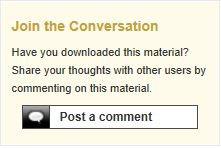 Join the Conversation
Have you downloaded this material?
Share your thoughts with other users by
commenting on this material.
Post a comment